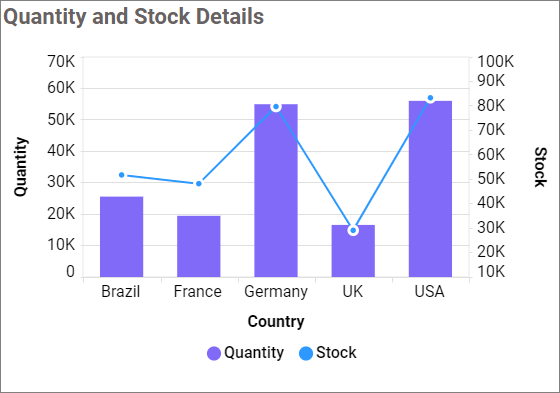 Quantity and Stock Details
70K
60K
50K
40K
30K
20K
10K
0
Quantity
100K
90K
80K
70K
60K
50K
40K
30K
20K
10K
Stock
Brazil France Germany UK USA
Country
Quantity Stock